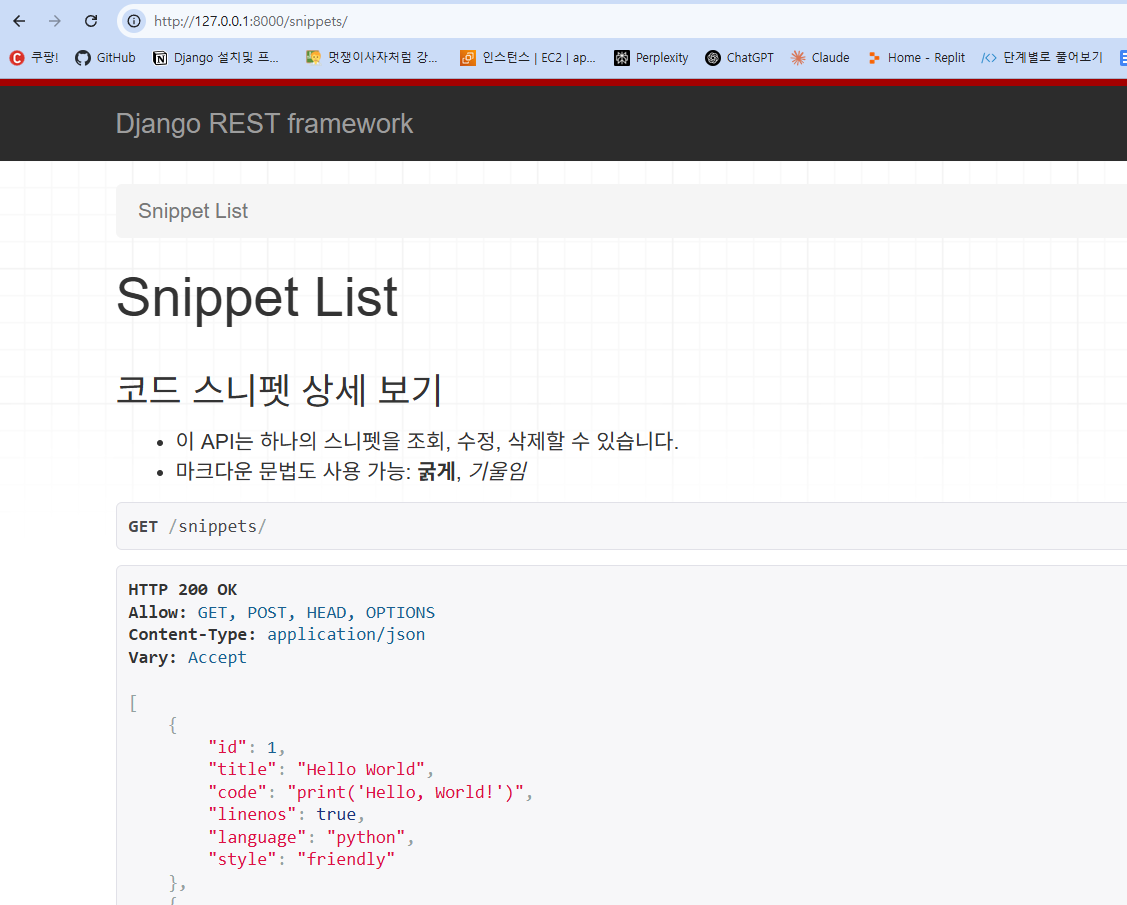 http://127.0.0.1:8000/snippets/
쿠팡! GitHub Django 설치및 프... 멋쟁이사자처럼 강... 인스턴스 | EC2 | ap... Perplexity ChatGPT Claude Home - Replit 단계별로 풀어보기
Django REST framework
Snippet List
Snippet List
코드 스니펫 상세 보기
• 이 API는 하나의 스니펫을 조회, 수정, 삭제할 수 있습니다.
• 마크다운 문법도 사용 가능: 굵게, 기울임
GET /snippets/
HTTP 200 OK
Allow: GET, POST, HEAD, OPTIONS
Content-Type: application/json
Vary: Accept
[
    {
        "id": 1,
        "title": "Hello World",
        "code": "print('Hello, World!')",
        "linenos": true,
        "language": "python",
        "style": "friendly"
    },
    {